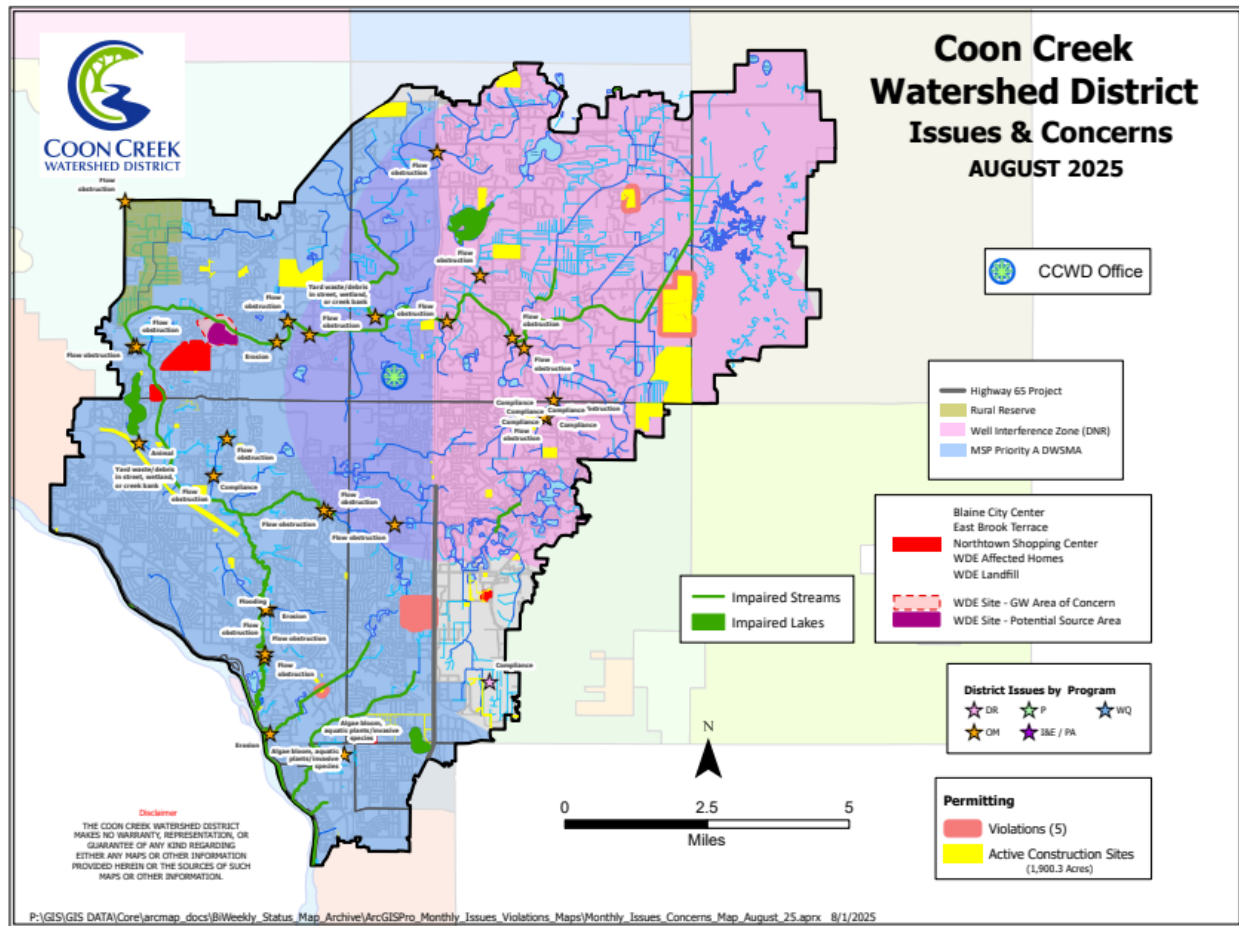 Coon Creek
Watershed District
Issues & Concerns
AUGUST 2025
COON CREEK
WATERSHED DISTRICT
CCWD Office
Highway 65 Project
Rural Reserve
Well Interference Zone (DNR)
MSP Priority A DWSMA
Blaine City Center
East Brook Terrace
Northtown Shopping Center
WDE Affected Homes
WDE Landfill
WDE Site - GW Area of Concern
WDE Site - Potential Source Area
Impaired Streams
Impaired Lakes
District Issues by Program
DR
P
WQ
OM
I&E / PA
Permitting
Violations (5)
Active Construction Sites
(1,900.3 Acres)
N
0
2.5
5
Miles
Flow
obstruction
Flow
obstruction
Flow
obstruction
Yard waste/debris
in street, wetland,
or creek bank
Flow
obstruction
Flow
obstruction
Flow
obstruction
Flow
obstruction
Flow
obstruction
Flow obstruction
Erosion
Flow
obstruction
Compliance
Compliance
Compliance
Compliance
Compliance
Flow
obstruction
Animal
Yard waste/debris
in street, wetland,
or creek bank
Flow
obstruction
Compliance
Flow
obstruction
Flow
obstruction
Flow obstruction
Flow obstruction
Flooding
Erosion
Flow
obstruction
Flow obstruction
Flow
obstruction
Compliance
Erosion
Algae bloom,
aquatic plants/invasive
species
Algae bloom, aquatic
plants/invasive
species
Disclaimer
THE COON CREEK WATERSHED DISTRICT
MAKES NO WARRANTY, REPRESENTATION, OR
GUARANTEE OF ANY KIND REGARDING
EITHER ANY MAPS OR OTHER INFORMATION
PROVIDED HEREIN OR THE SOURCES OF SUCH
MAPS OR OTHER INFORMATION.
P:\GIS\GIS DATA\Core\arcmap_docs\BiWeekly_Status_Map_Archive\ArcGISPro_Monthly_Issues_Violations_Maps\Monthly_Issues_Concerns_Map_August_25.aprx 8/1/2025